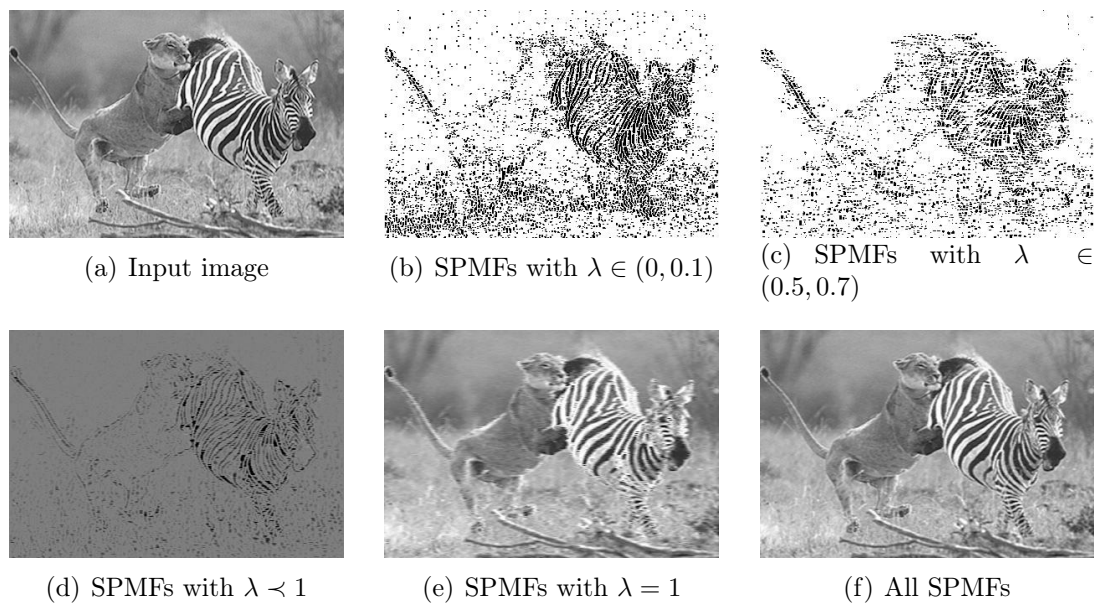 (a) Input image
(b) SPMFs with λ ∈ (0, 0.1)
(c) SPMFs with λ ∈
(0.5, 0.7)
(d) SPMFs with λ ≺ 1
(e) SPMFs with λ = 1
(f) All SPMFs